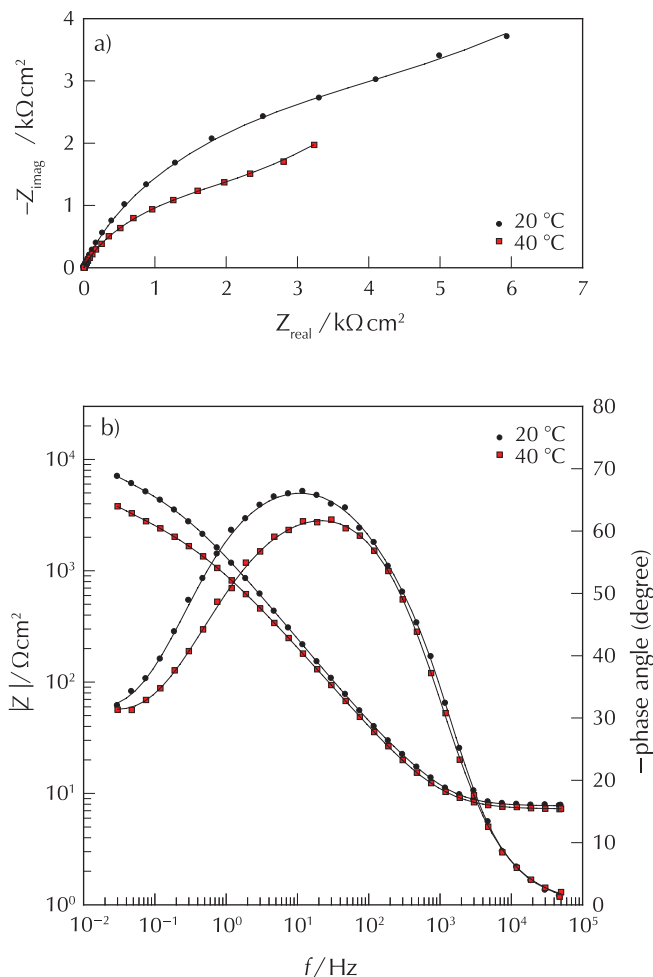 a)
4
3
2
1
0
−Z_imag / kΩ cm²
20 °C
40 °C
0 1 2 3 4 5 6 7
Z_real / kΩ cm²
b)
10⁴
10³
10²
10¹
10⁰
|Z| / Ωcm²
20 °C
40 °C
80
70
60
50
40
30
20
10
0
−phase angle (degree)
10⁻² 10⁻¹ 10⁰ 10¹ 10² 10³ 10⁴ 10⁵
f / Hz